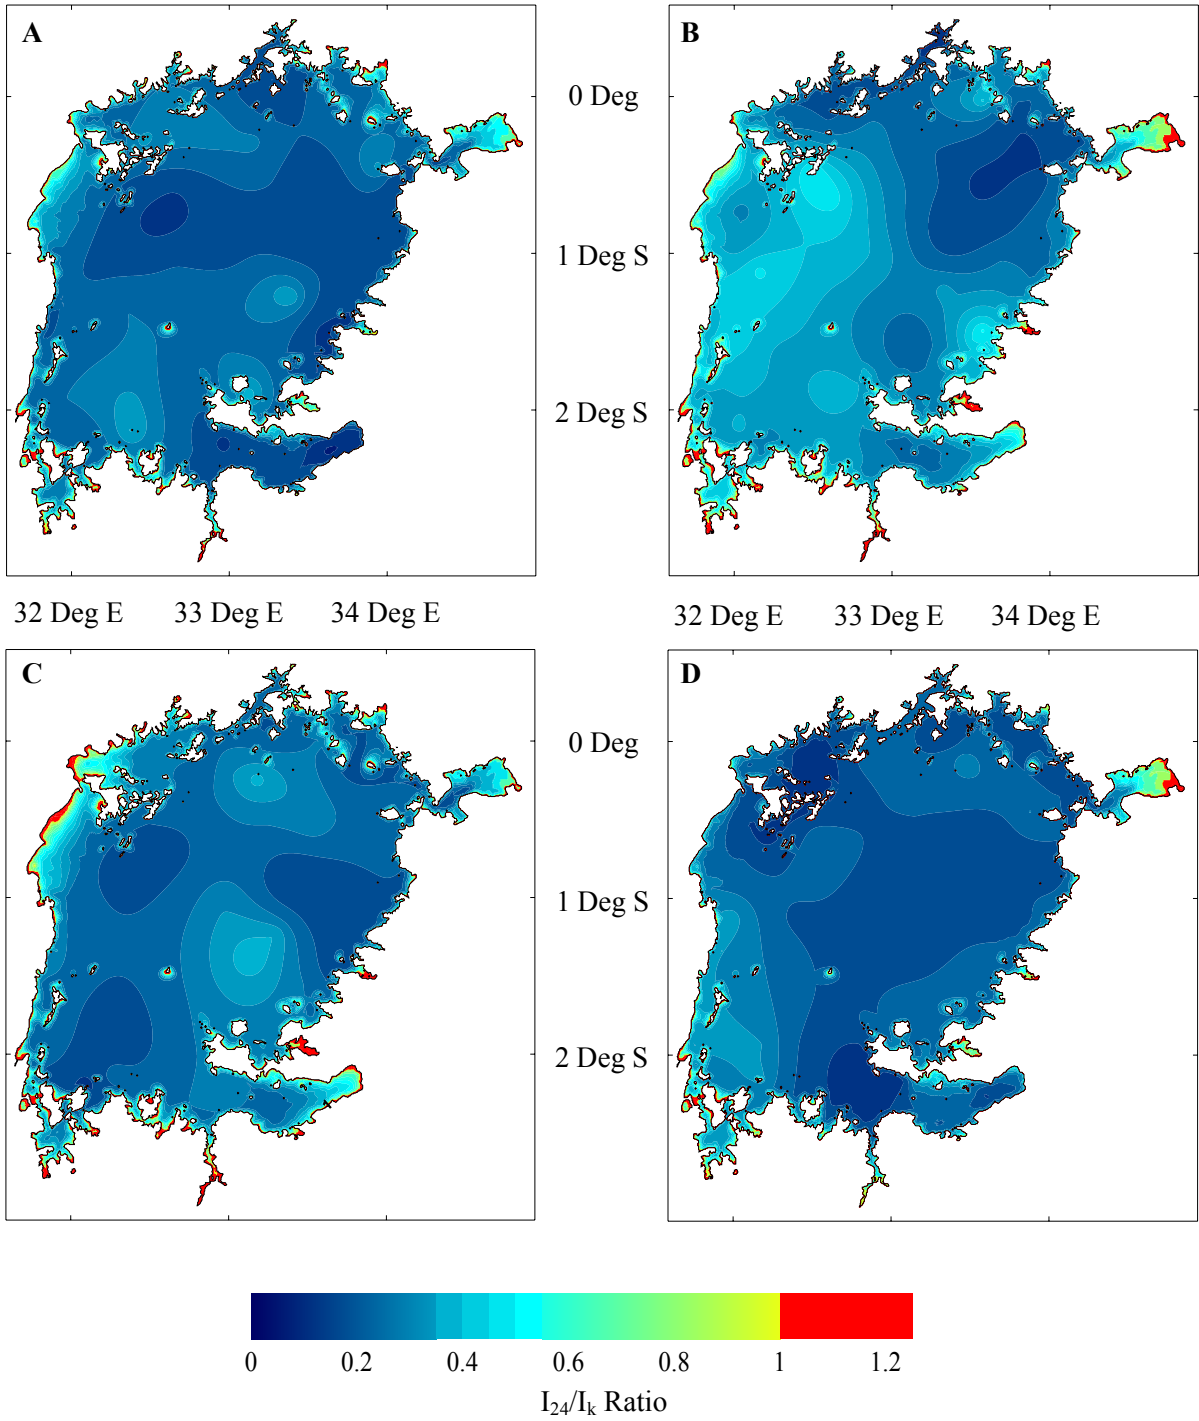 A
B
0 Deg
1 Deg S
2 Deg S
32 Deg E 33 Deg E 34 Deg E
32 Deg E 33 Deg E 34 Deg E
C
D
0 Deg
1 Deg S
2 Deg S
0 0.2 0.4 0.6 0.8 1 1.2
I24/Ik Ratio